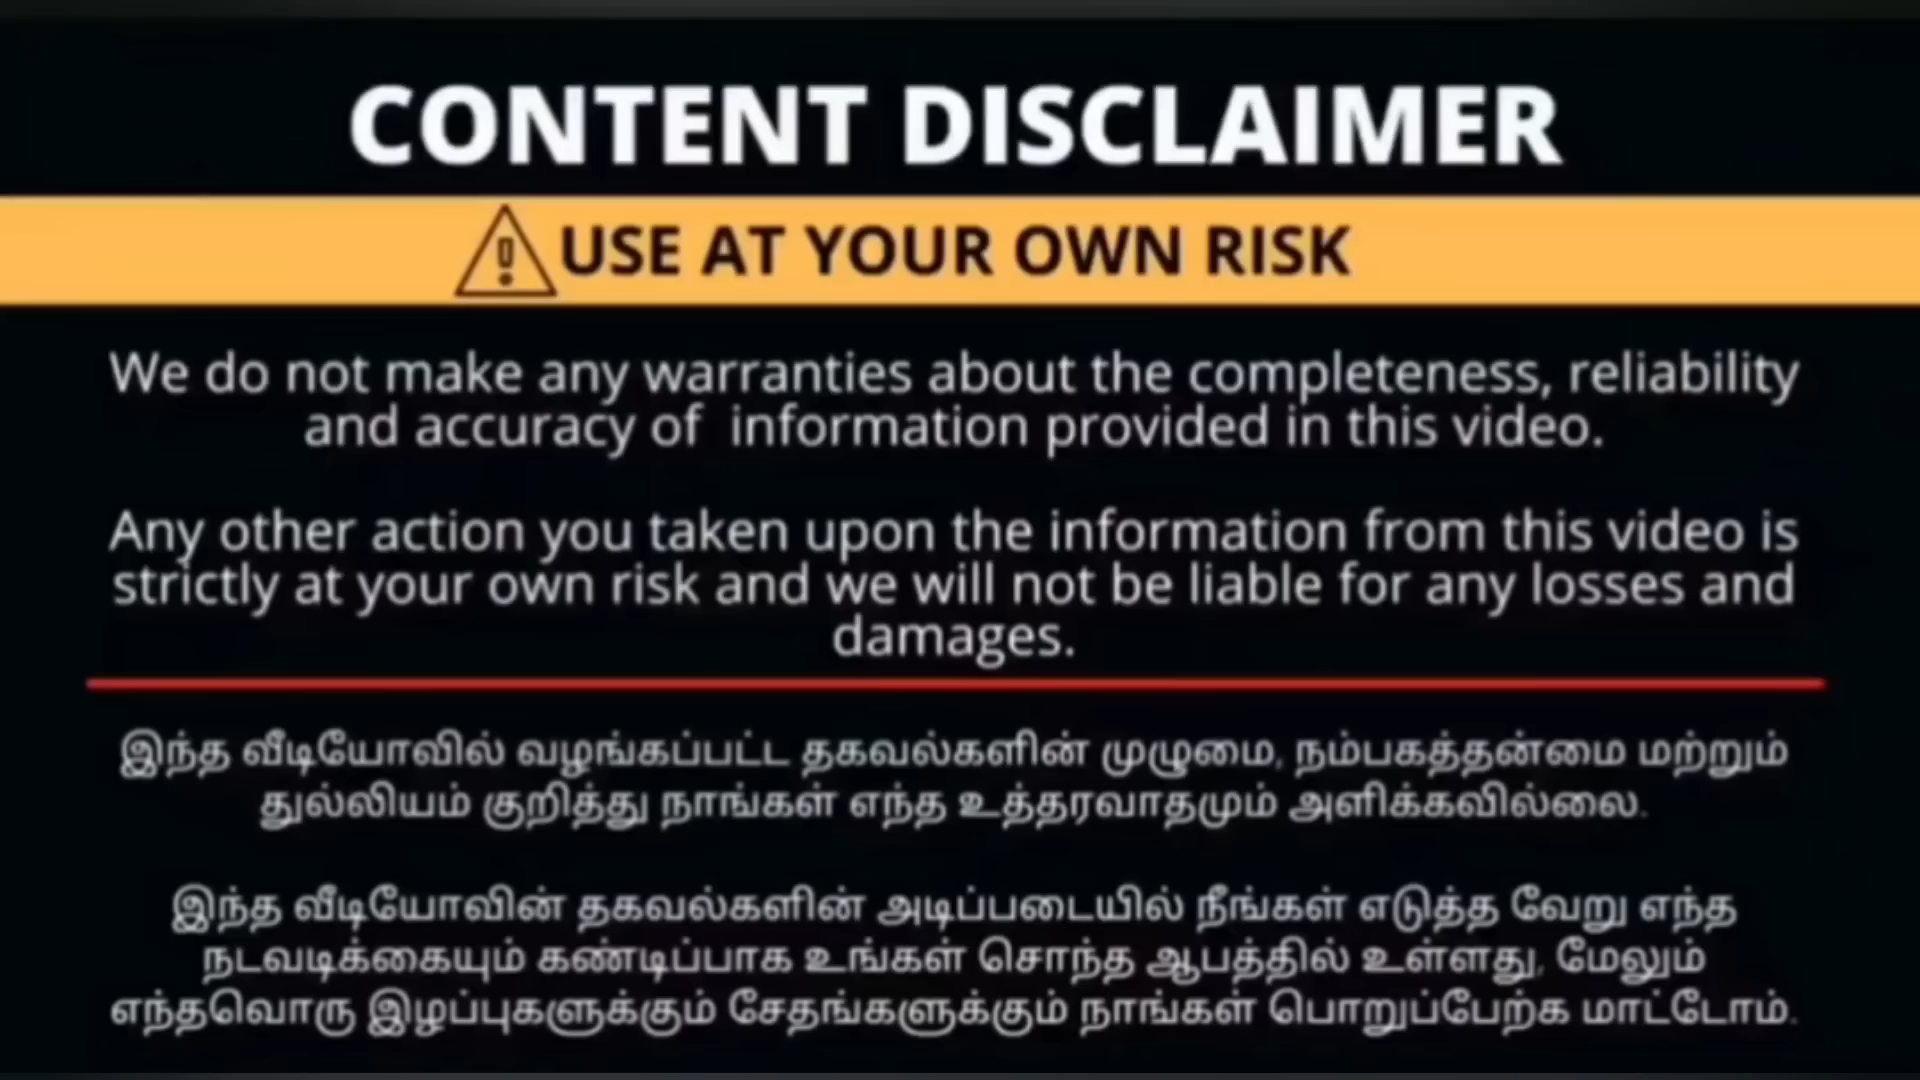 CONTENT DISCLAIMER
USE AT YOUR OWN RISK
We do not make any warranties about the completeness, reliability
and accuracy of information provided in this video.
Any other action you taken upon the information from this video is
strictly at your own risk and we will not be liable for any losses and
damages.
இந்த வீடியோவில் வழங்கப்பட்ட தகவல்களின் முழுமை, நம்பகத்தன்மை மற்றும்
துல்லியம் குறித்து நாங்கள் எந்த உத்தரவாதமும் அளிக்கவில்லை.
இந்த வீடியோவின் தகவல்களின் அடிப்படையில் நீங்கள் எடுத்த வேறு எந்த
நடவடிக்கையும் கண்டிப்பாக உங்கள் சொந்த ஆபத்தில் உள்ளது, மேலும்
எந்தவொரு இழப்புகளுக்கும் சேதங்களுக்கும் நாங்கள் பொறுப்பேற்க மாட்டோம்.